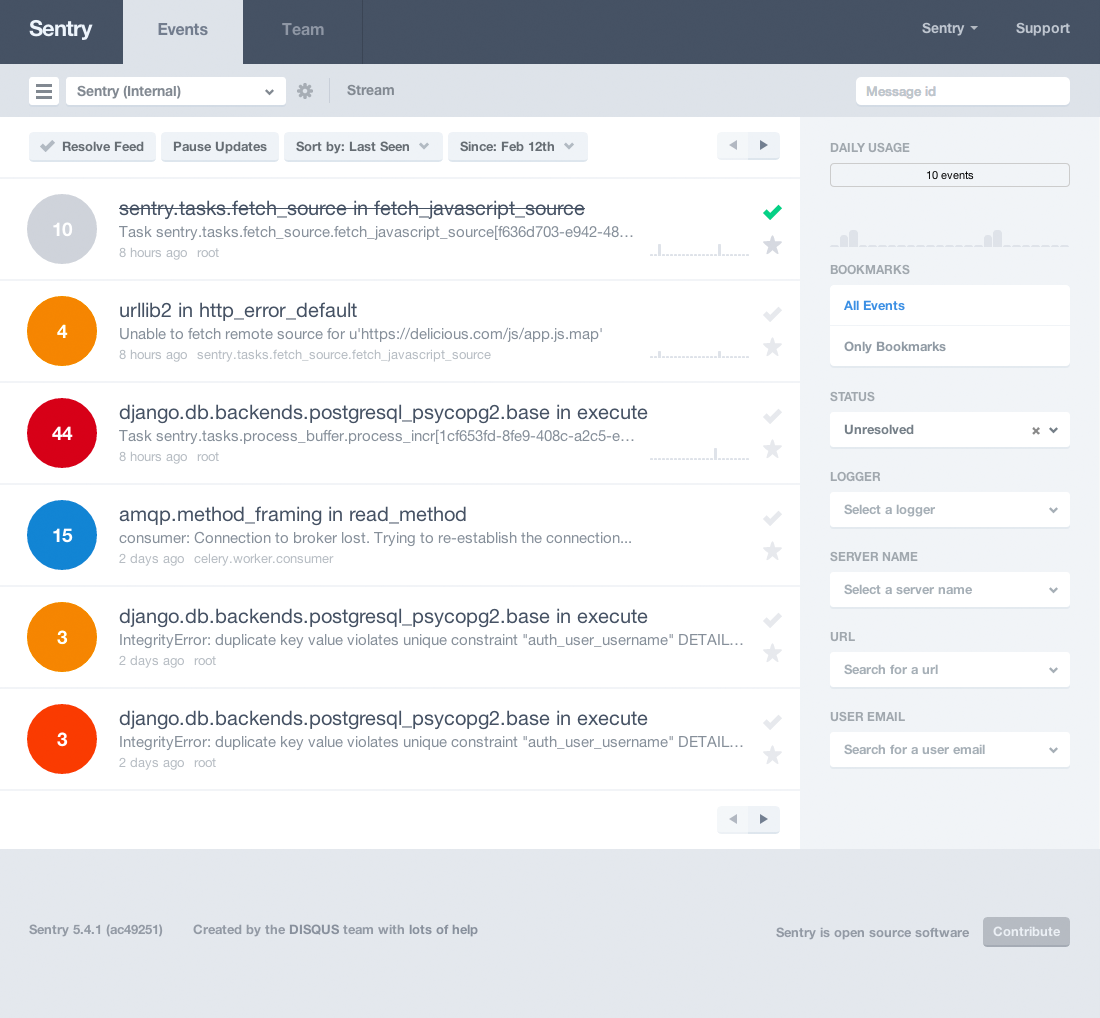 Sentry
Events
Team
Sentry
Support
Sentry (Internal)
Stream
Message id
Resolve Feed
Pause Updates
Sort by: Last Seen
Since: Feb 12th
10
sentry.tasks.fetch_source in fetch_javascript_source
Task sentry.tasks.fetch_source.fetch_javascript_source[f636d703-e942-48...
8 hours ago root
4
urllib2 in http_error_default
Unable to fetch remote source for u'https://delicious.com/js/app.js.map'
8 hours ago sentry.tasks.fetch_source.fetch_javascript_source
44
django.db.backends.postgresql_psycopg2.base in execute
Task sentry.tasks.process_buffer.process_incr[1cf653fd-8fe9-408c-a2c5-e...
8 hours ago root
15
amqp.method_framing in read_method
consumer: Connection to broker lost. Trying to re-establish the connection...
2 days ago celery.worker.consumer
3
django.db.backends.postgresql_psycopg2.base in execute
IntegrityError: duplicate key value violates unique constraint "auth_user_username" DETAIL...
2 days ago root
3
django.db.backends.postgresql_psycopg2.base in execute
IntegrityError: duplicate key value violates unique constraint "auth_user_username" DETAIL...
2 days ago root
DAILY USAGE
10 events
BOOKMARKS
All Events
Only Bookmarks
STATUS
Unresolved
LOGGER
Select a logger
SERVER NAME
Select a server name
URL
Search for a url
USER EMAIL
Search for a user email
Sentry 5.4.1 (ac49251)
Created by the DISQUS team with lots of help
Sentry is open source software
Contribute